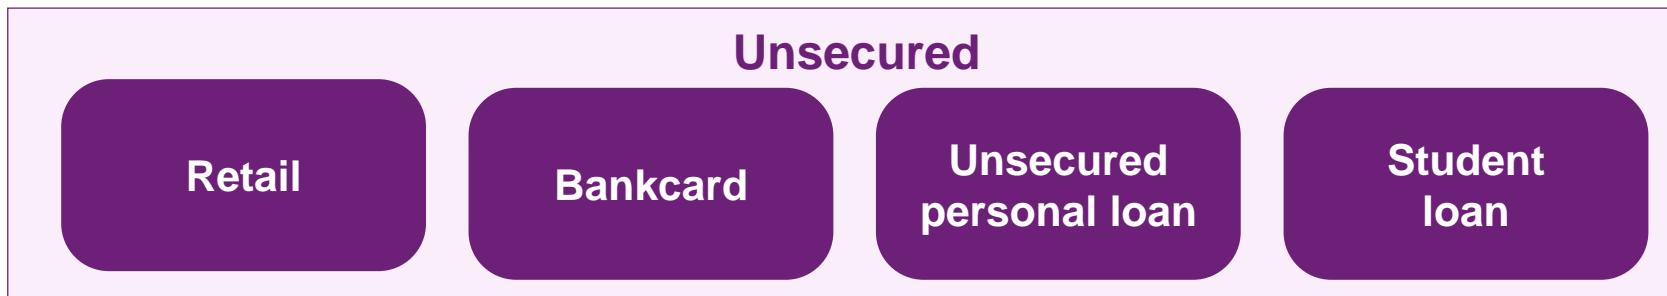 Unsecured
Retail
Bankcard
Unsecured
personal loan
Student
loan